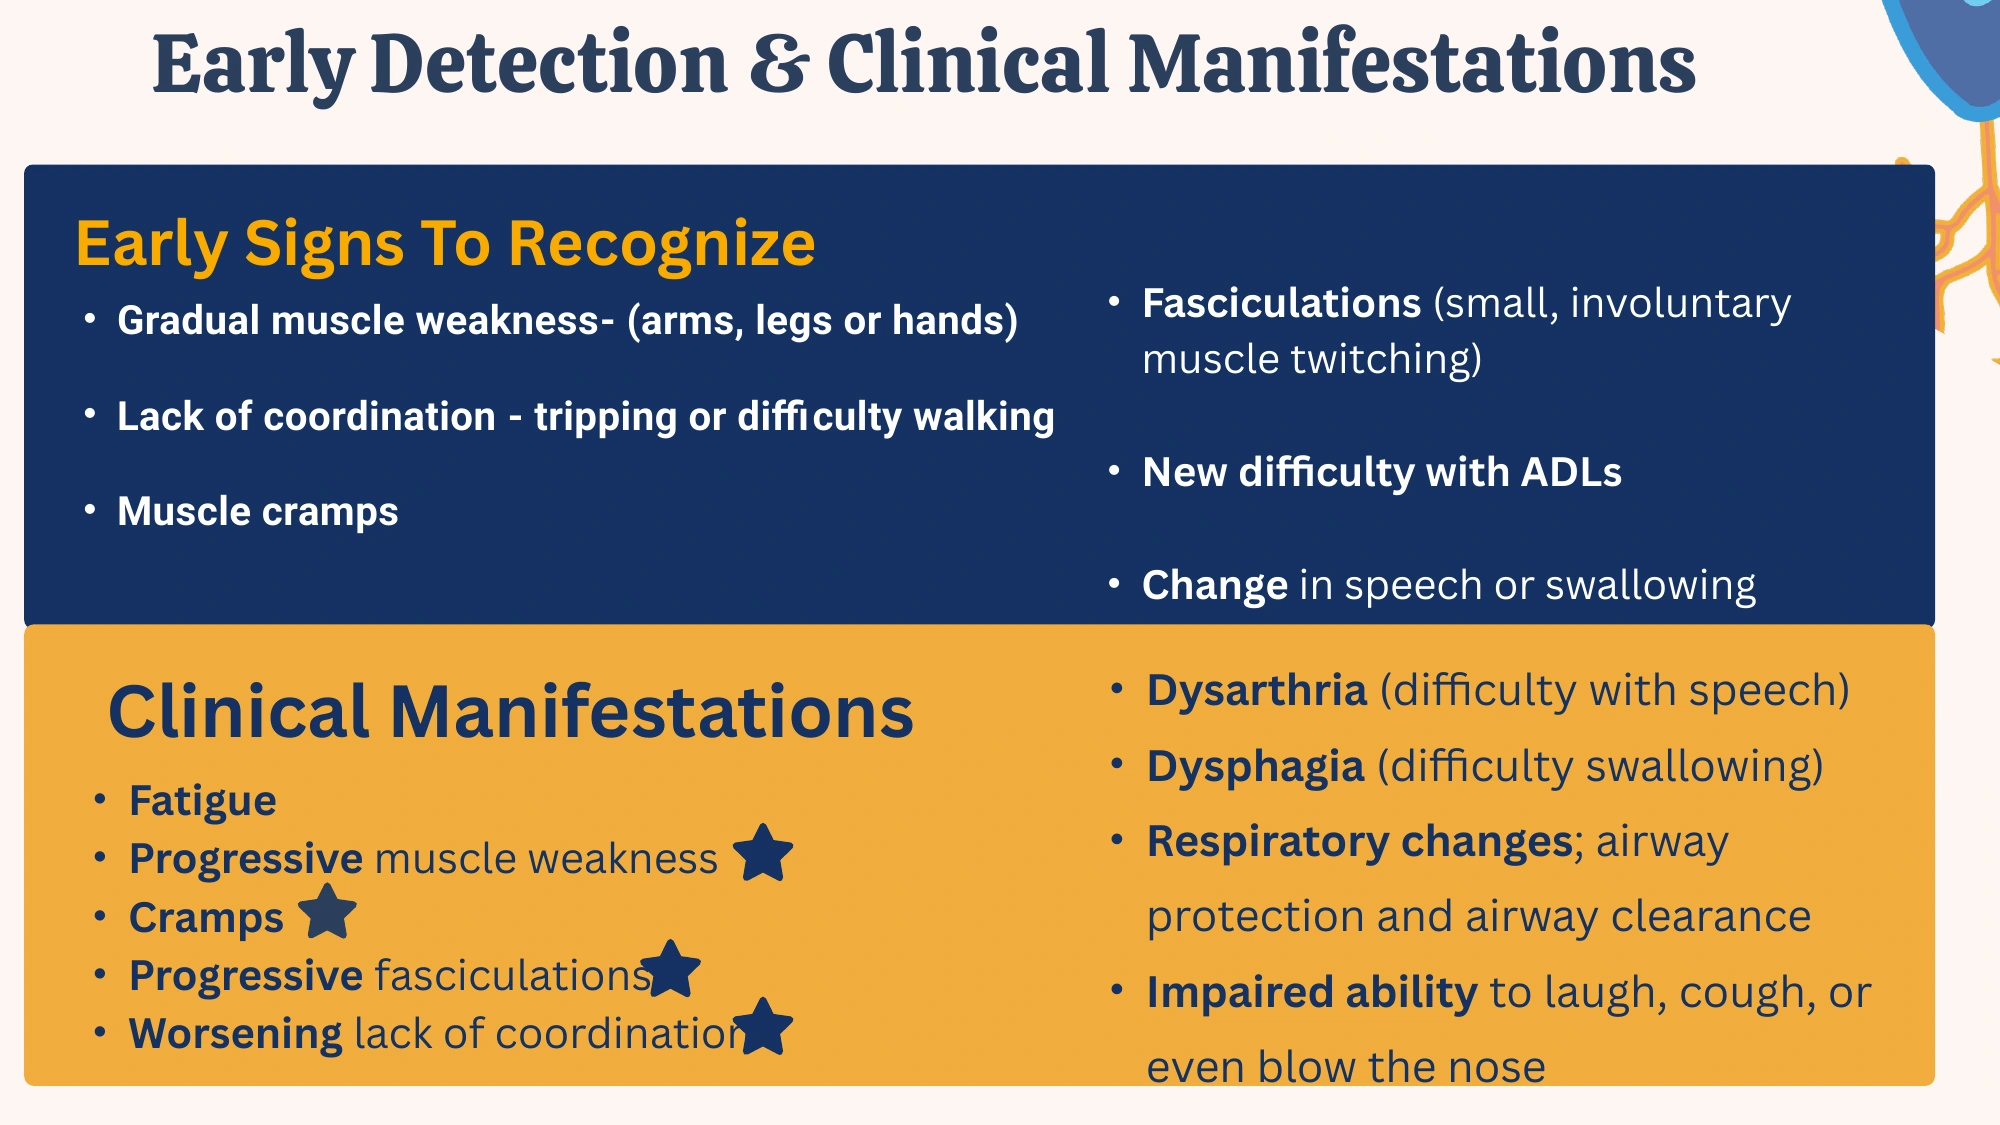 Early Detection & Clinical Manifestations
Early Signs To Recognize
• Gradual muscle weakness- (arms, legs or hands)
• Lack of coordination - tripping or difficulty walking
• Muscle cramps
• Fasciculations (small, involuntary
muscle twitching)
• New difficulty with ADLs
• Change in speech or swallowing
Clinical Manifestations
• Fatigue
• Progressive muscle weakness
• Cramps
• Progressive fasciculations
• Worsening lack of coordination
• Dysarthria (difficulty with speech)
• Dysphagia (difficulty swallowing)
• Respiratory changes; airway
protection and airway clearance
• Impaired ability to laugh, cough, or
even blow the nose